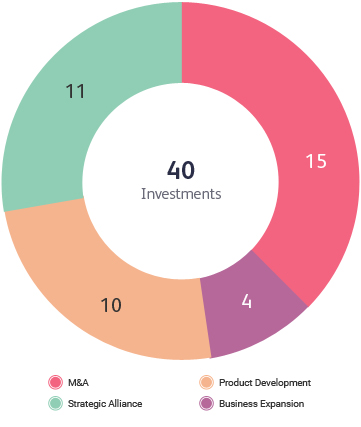 11
15
40
Investments
10
4
M&A
Product Development
Strategic Alliance
Business Expansion